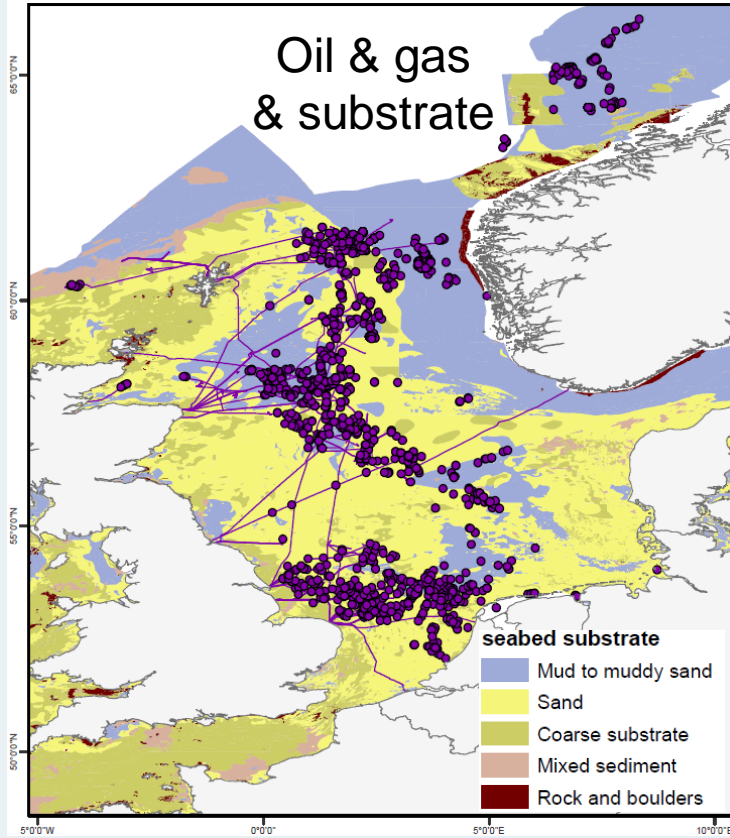 Oil & gas
& substrate
65°0'0"N
60°0'0"N
55°0'0"N
50°0'0"N
seabed substrate
Mud to muddy sand
Sand
Coarse substrate
Mixed sediment
Rock and boulders
5°0'0"W
0°0'0"
5°0'0"E
10°0'0"E